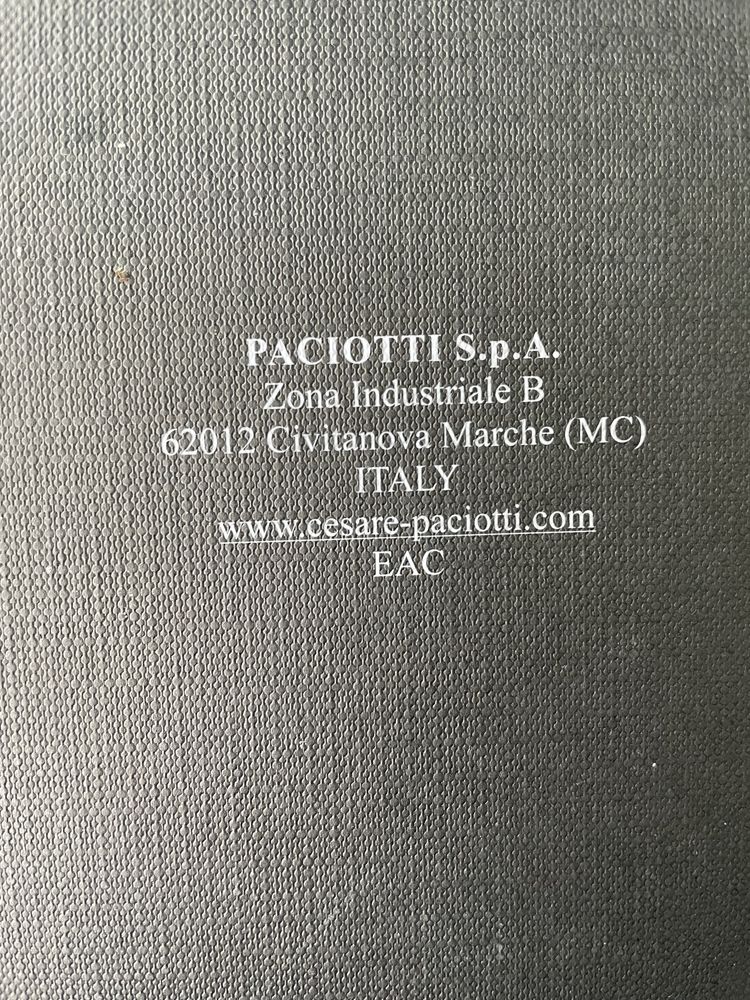 PACIOTTI S.p.A.
Zona Industriale B
62012 Civitanova Marche (MC)
ITALY
www.cesare-paciotti.com
EAC